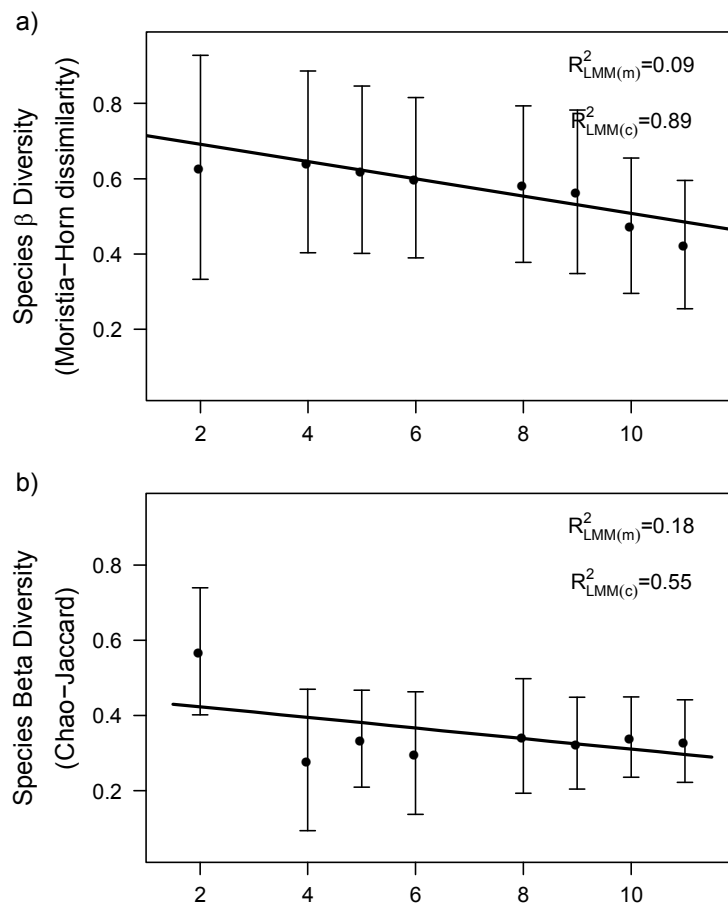 a)
R²LMM(m)=0.09
R²LMM(c)=0.89
Species β Diversity
(Moristia−Horn dissimilarity)
0.8
0.6
0.4
0.2
2 4 6 8 10
b)
R²LMM(m)=0.18
R²LMM(c)=0.55
Species Beta Diversity
(Chao−Jaccard)
0.8
0.6
0.4
0.2
2 4 6 8 10